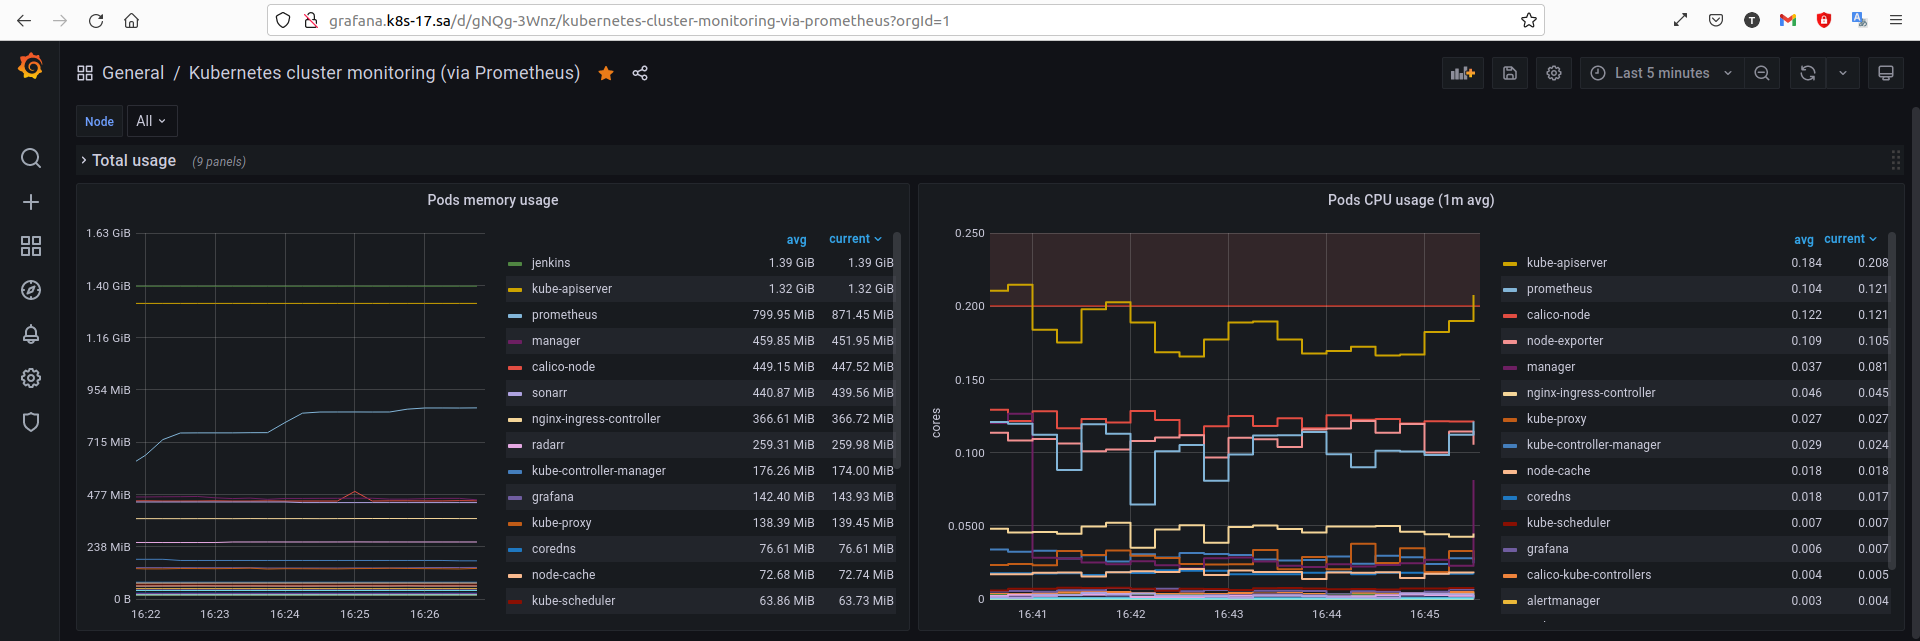 grafana.k8s-17.sa/d/gNQg-3Wnz/kubernetes-cluster-monitoring-via-prometheus?orgId=1
General / Kubernetes cluster monitoring (via Prometheus)
Last 5 minutes
Node All
Total usage (9 panels)
Pods memory usage
1.63 GiB
1.40 GiB
1.16 GiB
954 MiB
715 MiB
477 MiB
238 MiB
0 B
16:22 16:23 16:24 16:25 16:26
avg current
jenkins 1.39 GiB 1.39 GiB
kube-apiserver 1.32 GiB 1.32 GiB
prometheus 799.95 MiB 871.45 MiB
manager 459.85 MiB 451.95 MiB
calico-node 449.15 MiB 447.52 MiB
sonarr 440.87 MiB 439.56 MiB
nginx-ingress-controller 366.61 MiB 366.72 MiB
radarr 259.31 MiB 259.98 MiB
kube-controller-manager 176.26 MiB 174.00 MiB
grafana 142.40 MiB 143.93 MiB
kube-proxy 138.39 MiB 139.45 MiB
coredns 76.61 MiB 76.61 MiB
node-cache 72.68 MiB 72.74 MiB
kube-scheduler 63.86 MiB 63.73 MiB
Pods CPU usage (1m avg)
cores
0.250
0.200
0.150
0.100
0.0500
0
16:41 16:42 16:43 16:44 16:45
avg current
kube-apiserver 0.184 0.208
prometheus 0.104 0.121
calico-node 0.122 0.121
node-exporter 0.109 0.105
manager 0.037 0.081
nginx-ingress-controller 0.046 0.045
kube-proxy 0.027 0.027
kube-controller-manager 0.029 0.024
node-cache 0.018 0.018
coredns 0.018 0.017
kube-scheduler 0.007 0.007
grafana 0.006 0.007
calico-kube-controllers 0.004 0.005
alertmanager 0.003 0.004